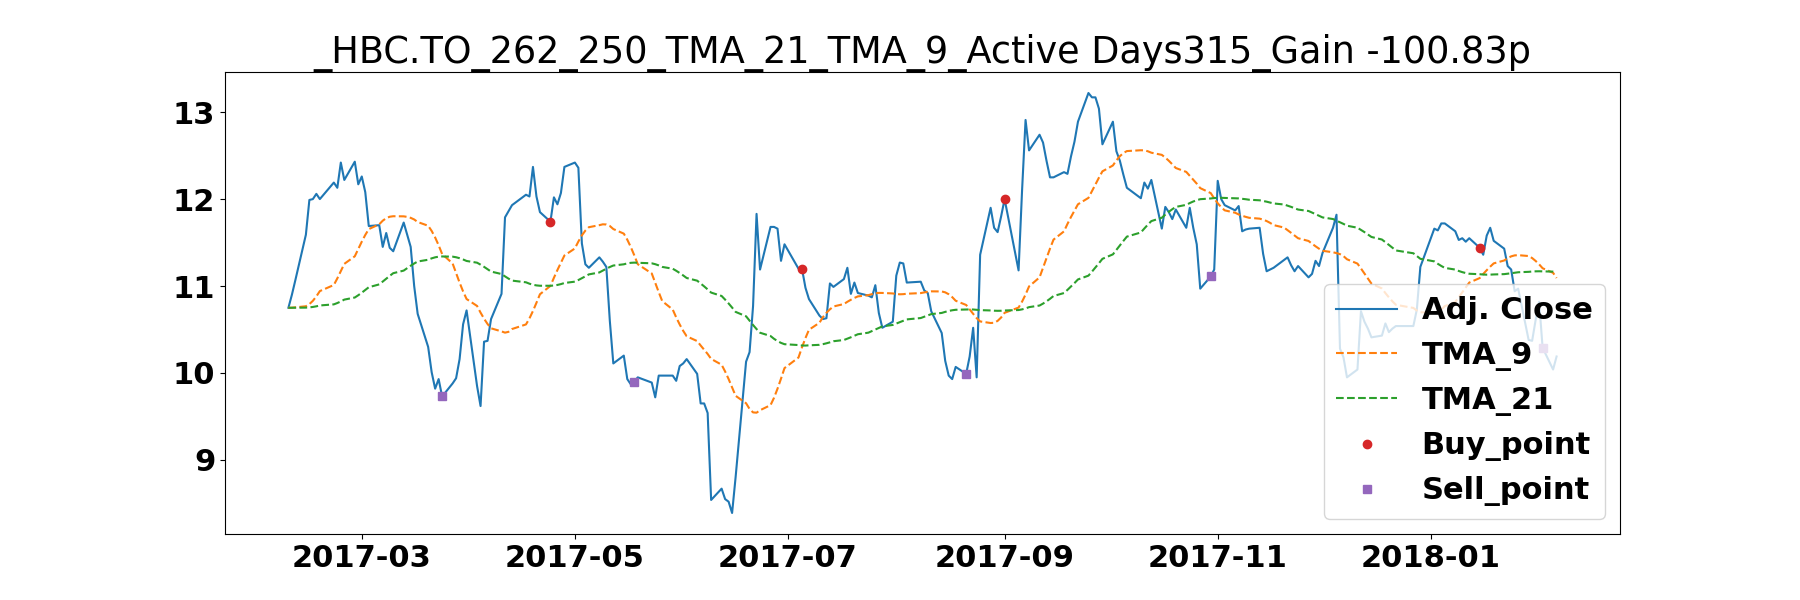 _HBC.TO_262_250_TMA_21_TMA_9_Active Days315_Gain -100.83p
13
12
11
10
9
Adj. Close
TMA_9
TMA_21
Buy_point
Sell_point
2017-03 2017-05 2017-07 2017-09 2017-11 2018-01